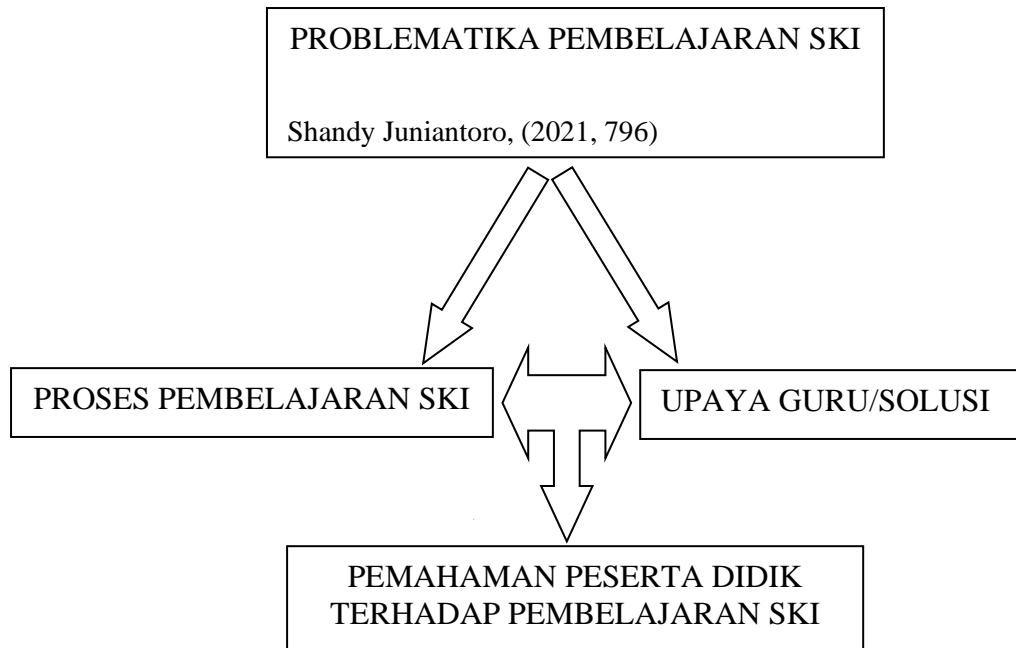 PROBLEMATIKA PEMBELAJARAN SKI
Shandy Juniantoro, (2021, 796)
PROSES PEMBELAJARAN SKI
UPAYA GURU/SOLUSI
PEMAHAMAN PESERTA DIDIK
TERHADAP PEMBELAJARAN SKI